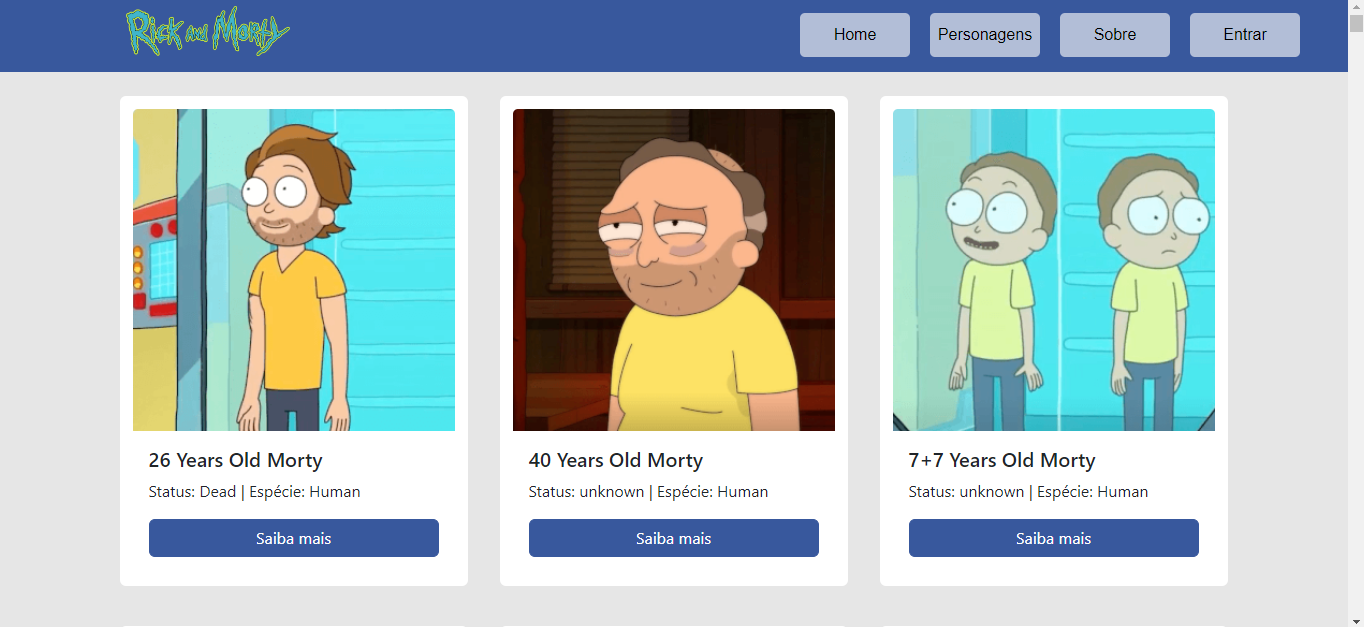 Rick and Morty
Home
Personagens
Sobre
Entrar
26 Years Old Morty
Status: Dead | Espécie: Human
Saiba mais
40 Years Old Morty
Status: unknown | Espécie: Human
Saiba mais
7+7 Years Old Morty
Status: unknown | Espécie: Human
Saiba mais